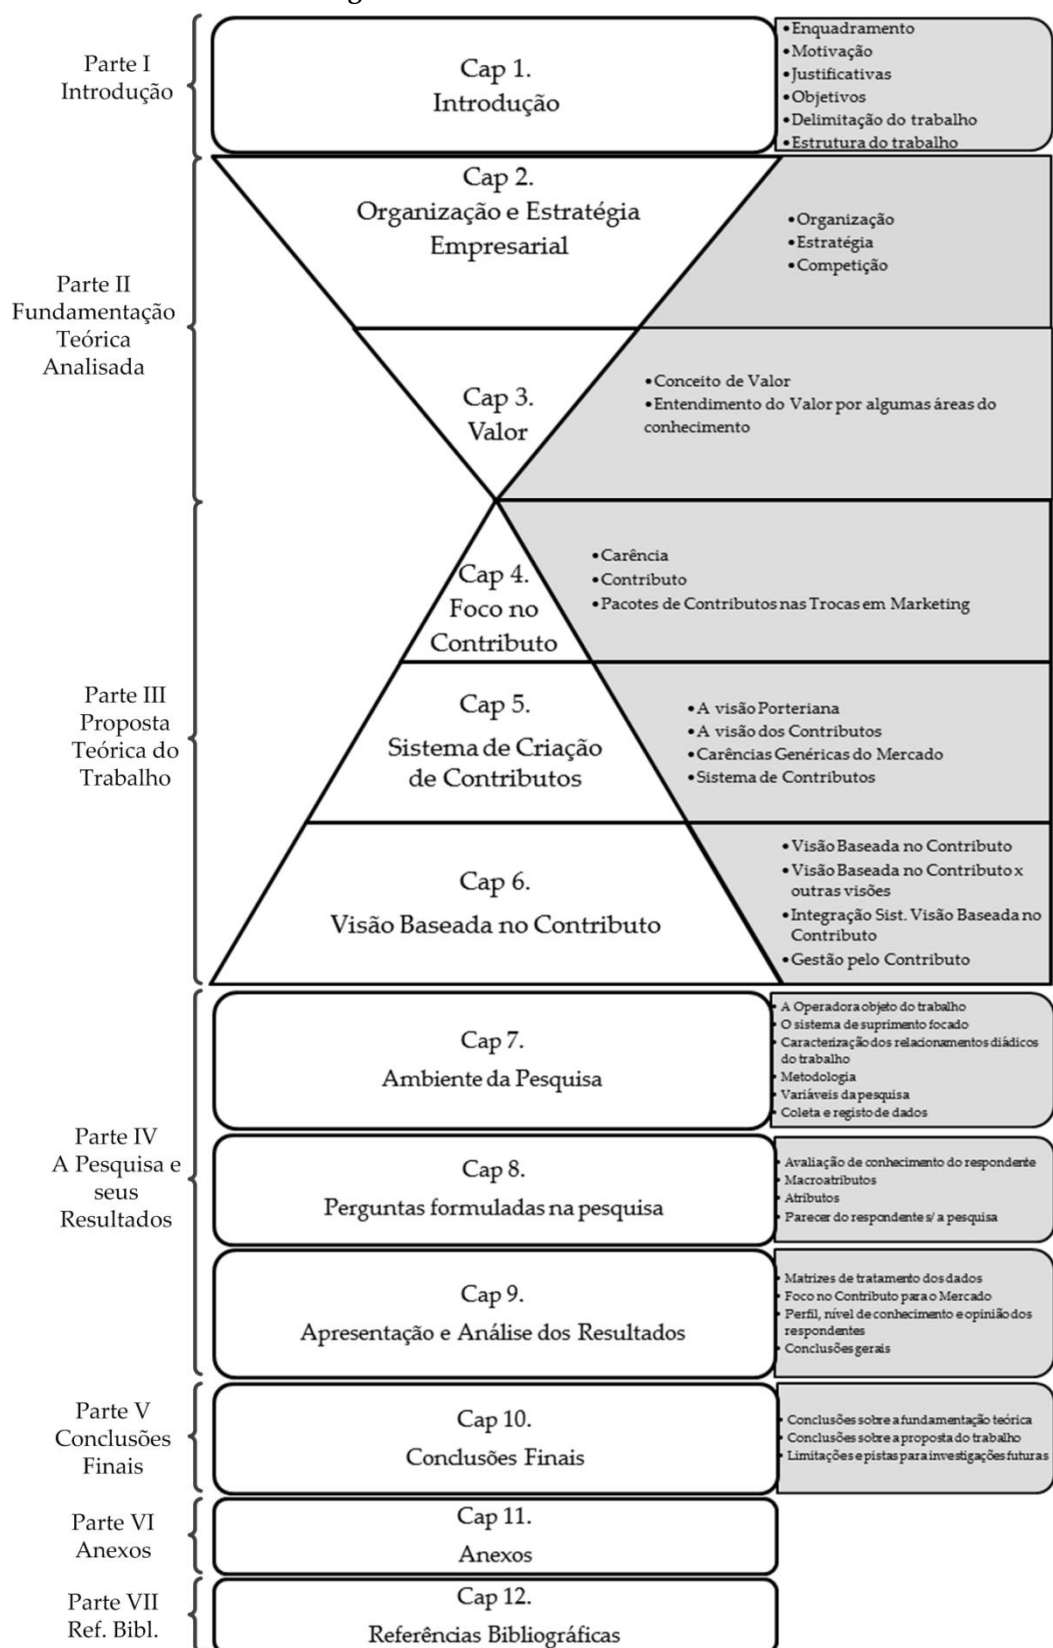 Parte I
Introdução
Cap 1.
Introdução
•Enquadramento
•Motivação
•Justificativas
•Objetivos
•Delimitação do trabalho
•Estrutura do trabalho
Parte II
Fundamentação
Teórica
Analisada
Cap 2.
Organização e Estratégia
Empresarial
•Organização
•Estratégia
•Competição
Cap 3.
Valor
•Conceito de Valor
•Entendimento do Valor por algumas áreas do
conhecimento
Parte III
Proposta
Teórica do
Trabalho
Cap 4.
Foco no
Contributo
•Carência
•Contributo
•Pacotes de Contributos nas Trocas em Marketing
Cap 5.
Sistema de Criação
de Contributos
•A visão Porteriana
•A visão dos Contributos
•Carências Genéricas do Mercado
•Sistema de Contributos
Cap 6.
Visão Baseada no Contributo
•Visão Baseada no Contributo
•Visão Baseada no Contributo x
outras visões
•Integração Sist. Visão Baseada no
Contributo
•Gestão pelo Contributo
Parte IV
A Pesquisa e
seus
Resultados
Cap 7.
Ambiente da Pesquisa
• A Operadora objeto do trabalho
• O sistema de suprimento focado
• Caracterização dos relacionamentos diádicos
do trabalho
• Metodologia
• Variáveis da pesquisa
• Coleta e registo de dados
Cap 8.
Perguntas formuladas na pesquisa
• Avaliação de conhecimento do respondente
• Macroatributos
• Atributos
• Parecer do respondente s/ a pesquisa
Cap 9.
Apresentação e Análise dos Resultados
• Matrizes de tratamento dos dados
• Foco no Contributo para o Mercado
• Perfil, nível de conhecimento e opinião dos
respondentes
• Conclusões gerais
Parte V
Conclusões
Finais
Cap 10.
Conclusões Finais
• Conclusões sobre a fundamentação teórica
• Conclusões sobre a proposta do trabalho
• Limitações e pistas para investigações futuras
Parte VI
Anexos
Cap 11.
Anexos
Parte VII
Ref. Bibl.
Cap 12.
Referências Bibliográficas